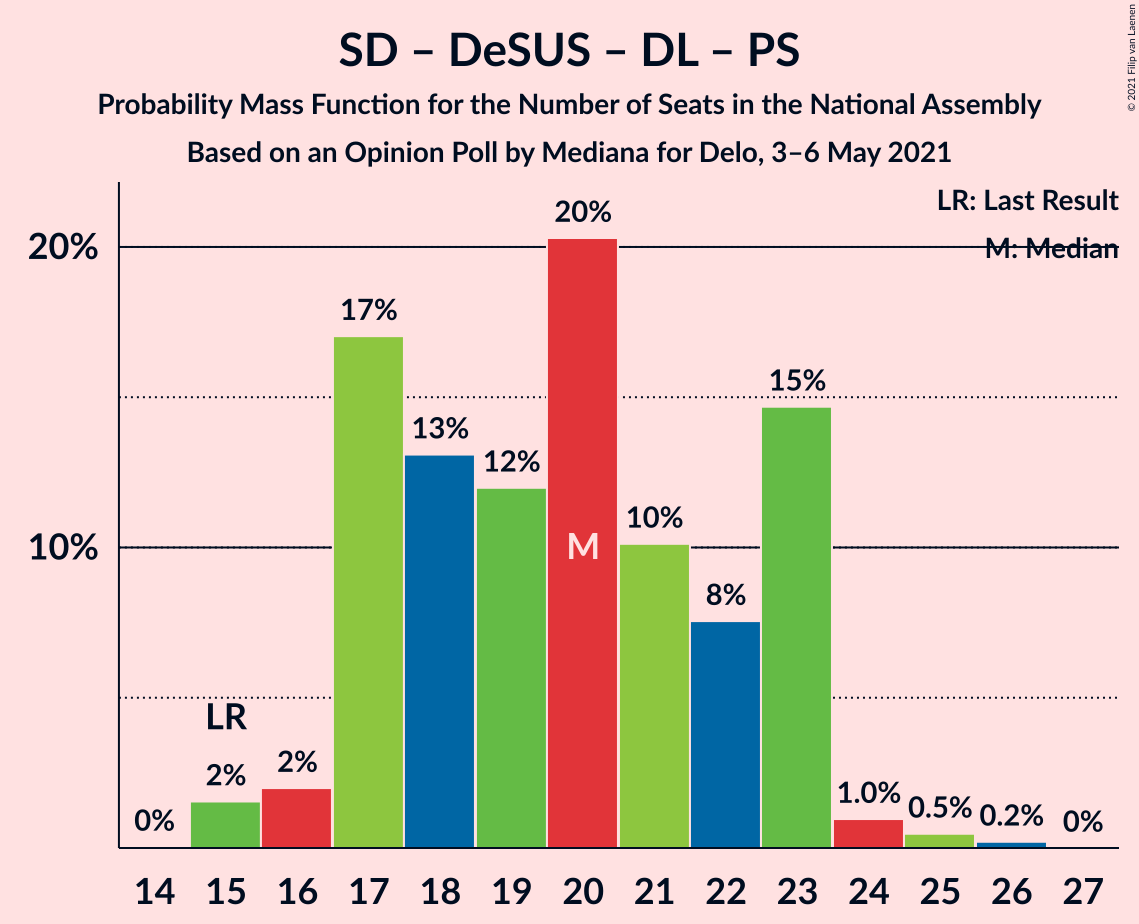 SD – DeSUS – DL – PS
Probability Mass Function for the Number of Seats in the National Assembly
Based on an Opinion Poll by Mediana for Delo, 3–6 May 2021
© 2021 Filip van Laenen
LR: Last Result
M: Median
20%
10%
0%
2%
LR
2%
17%
13%
12%
20%
M
10%
8%
15%
1.0%
0.5%
0.2%
0%
14 15 16 17 18 19 20 21 22 23 24 25 26 27